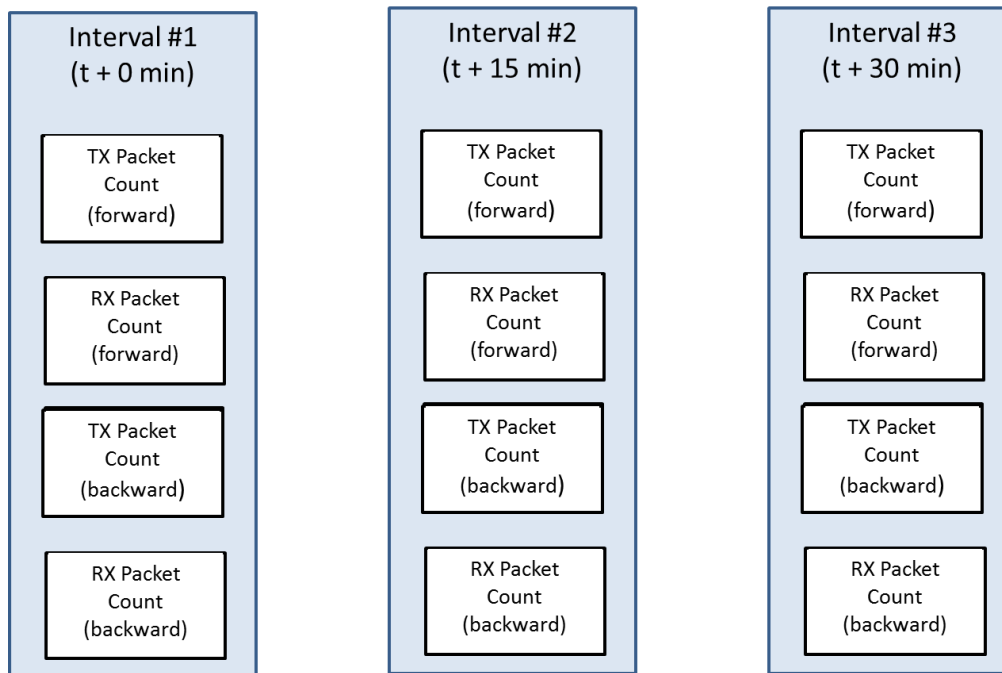 Interval #1
(t + 0 min)
TX Packet
Count
(forward)
RX Packet
Count
(forward)
TX Packet
Count
(backward)
RX Packet
Count
(backward)
Interval #2
(t + 15 min)
TX Packet
Count
(forward)
RX Packet
Count
(forward)
TX Packet
Count
(backward)
RX Packet
Count
(backward)
Interval #3
(t + 30 min)
TX Packet
Count
(forward)
RX Packet
Count
(forward)
TX Packet
Count
(backward)
RX Packet
Count
(backward)